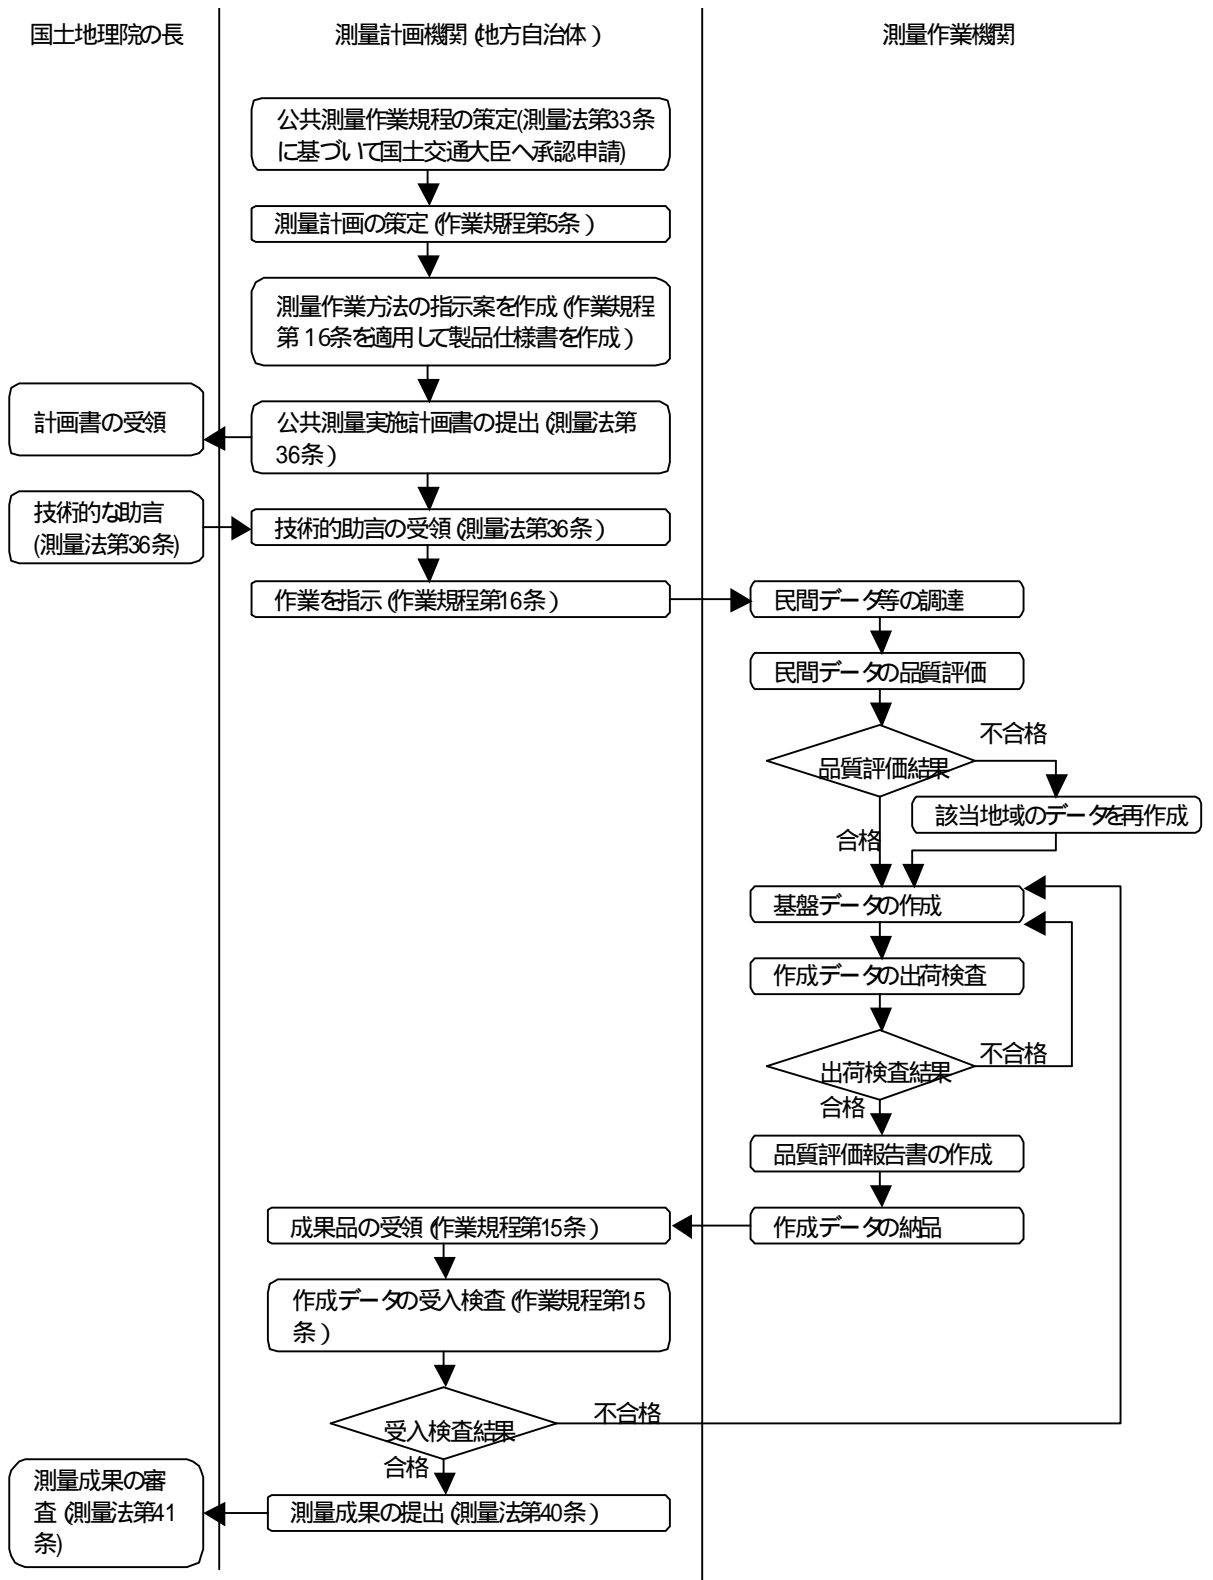 国土地理院の長
測量計画機関（地方自治体）
測量作業機関
公共測量作業規程の策定(測量法第33条
に基づいて国土交通大臣へ承認申請)
測量計画の策定（作業規程第5条）
測量作業方法の指示案を作成（作業規程
第16条を適用して製品仕様書を作成）
計画書の受領
公共測量実施計画書の提出（測量法第
36条）
技術的な助言
(測量法第36条)
技術的助言の受領（測量法第36条）
作業を指示（作業規程第16条）
民間データ等の調達
民間データの品質評価
不合格
品質評価結果
該当地域のデータを再作成
合格
基盤データの作成
作成データの出荷検査
不合格
出荷検査結果
合格
品質評価報告書の作成
成果品の受領（作業規程第15条）
作成データの納品
作成データの受入検査（作業規程第15
条）
不合格
受入検査結果
合格
測量成果の審
査（測量法第41
条)
測量成果の提出（測量法第40条）